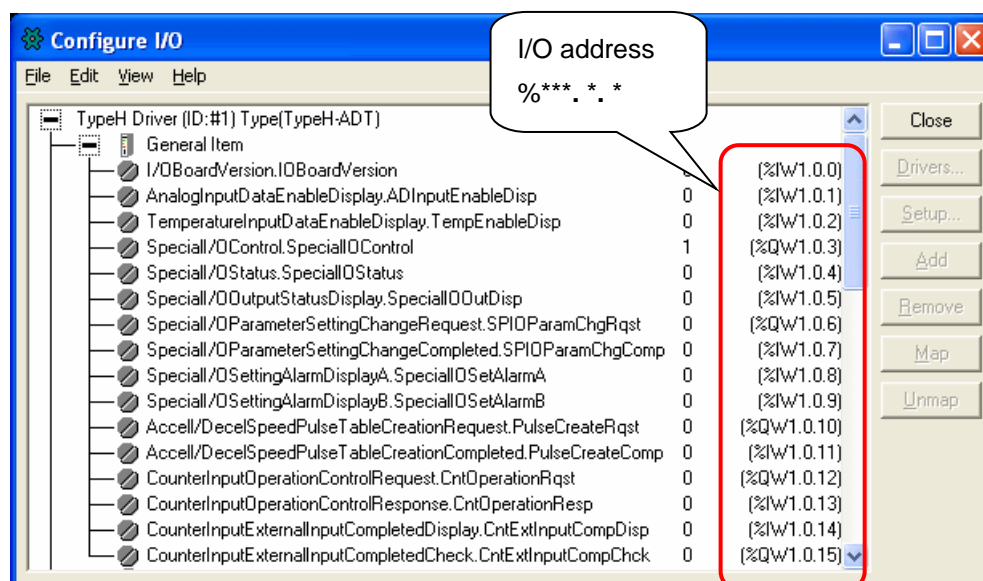 Configure I/O
I/O address
%***. *. *
File Edit View Help
TypeH Driver (ID:#1) Type(TypeH-ADT)
Close
General Item
I/OBoardVersion.IOBoardVersion (%IW1.0.0)
Drivers...
AnalogInputDataEnableDisplay.ADInputEnableDisp 0 (%IW1.0.1)
TemperatureInputDataEnableDisplay.TempEnableDisp 0 (%IW1.0.2)
Setup...
SpecialI/OControl.SpecialIOControl 1 (%QW1.0.3)
Add
SpecialI/OStatus.SpecialIOStatus 0 (%IW1.0.4)
SpecialI/OOutputStatusDisplay.SpecialIOOutDisp 0 (%IW1.0.5)
Remove
SpecialI/OParameterSettingChangeRequest.SPIOParamChgRqst 0 (%QW1.0.6)
SpecialI/OParameterSettingChangeCompleted.SPIOParamChgComp 0 (%IW1.0.7)
Map
SpecialI/OSettingAlarmDisplayA.SpecialIOSetAlarmA 0 (%IW1.0.8)
SpecialI/OSettingAlarmDisplayB.SpecialIOSetAlarmB 0 (%IW1.0.9)
Unmap
Accell/DecelSpeedPulseTableCreationRequest.PulseCreateRqst 0 (%QW1.0.10)
Accell/DecelSpeedPulseTableCreationCompleted.PulseCreateComp 0 (%IW1.0.11)
CounterInputOperationControlRequest.CntOperationRqst 0 (%QW1.0.12)
CounterInputOperationControlResponse.CntOperationResp 0 (%IW1.0.13)
CounterInputExternalInputCompletedDisplay.CntExtInputCompDisp 0 (%IW1.0.14)
CounterInputExternalInputCompletedCheck.CntExtInputCompChck 0 (%QW1.0.15)